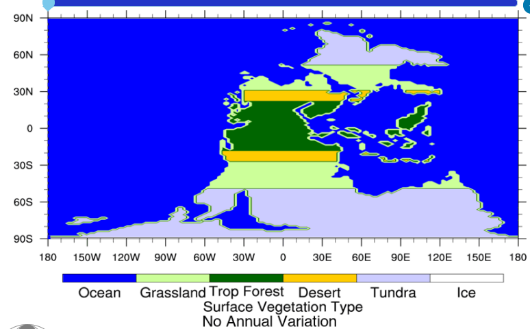 90N
60N
30N
0
30S
60S
90S
180 150W 120W 90W 60W 30W 0 30E 60E 90E 120E 150E 180
Ocean Grassland Trop Forest Desert Tundra Ice
Surface Vegetation Type
No Annual Variation